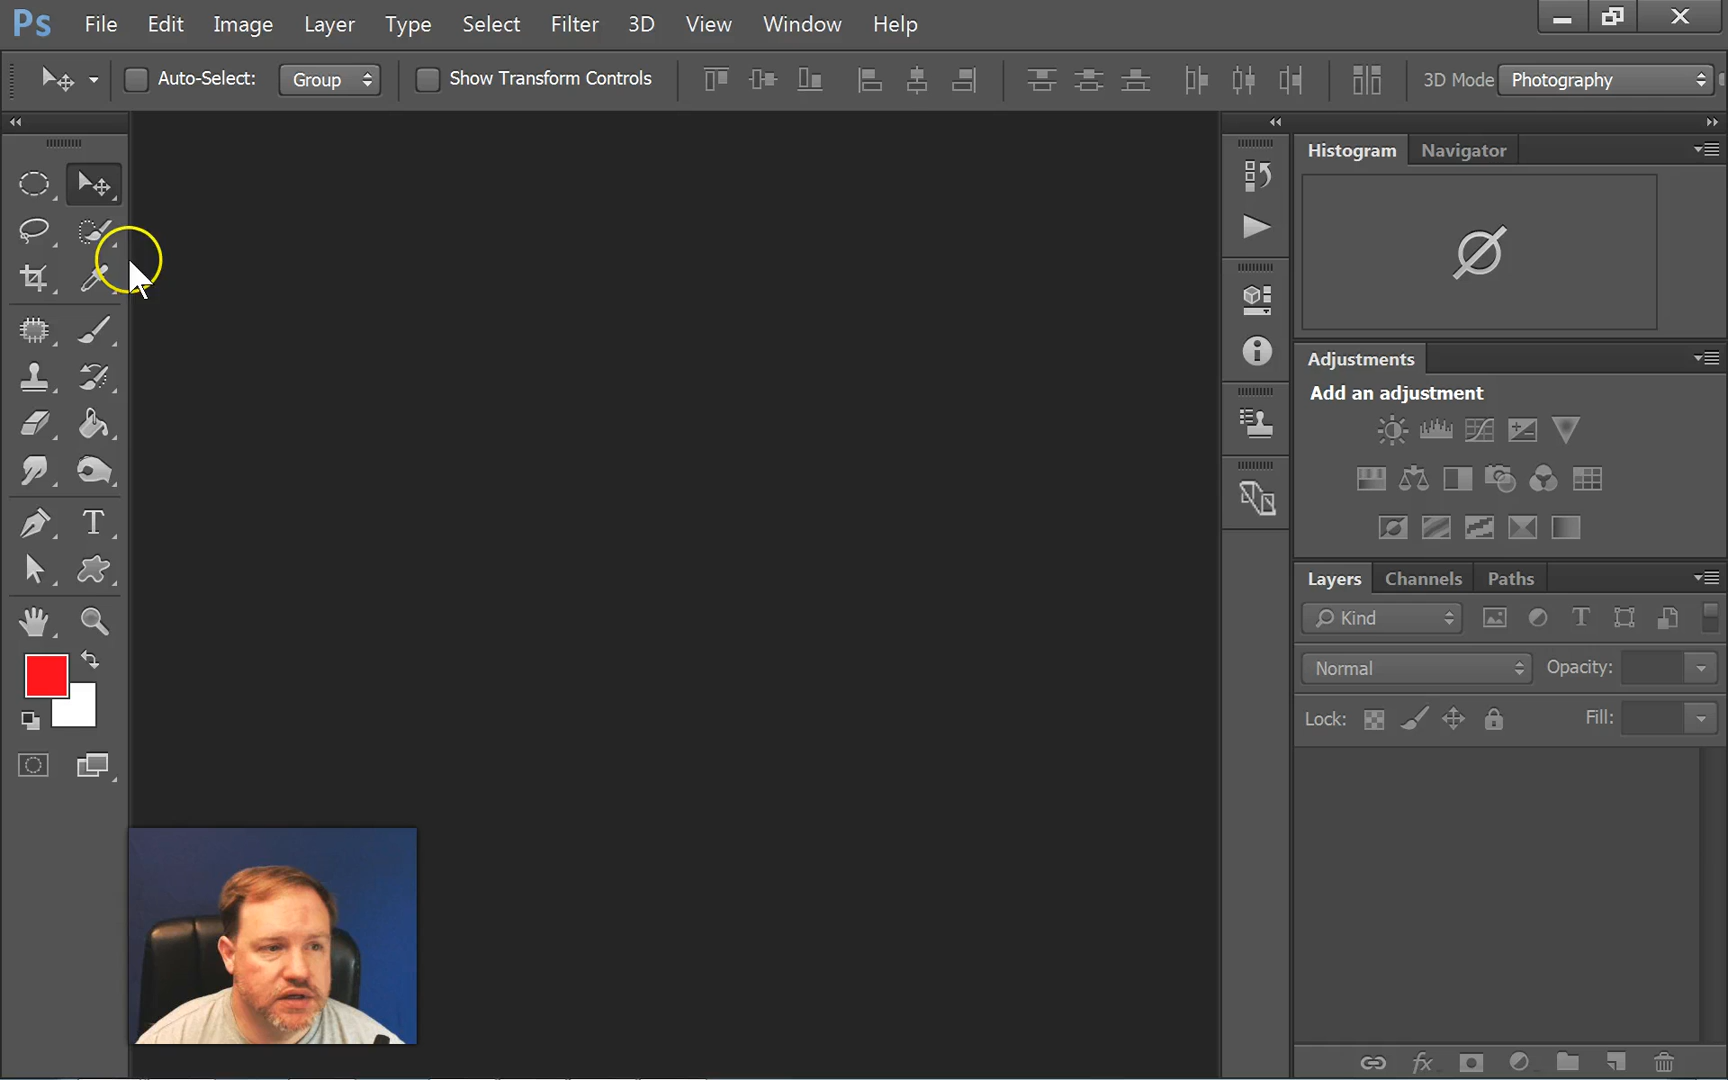 Ps File Edit Image Layer Type Select Filter 3D View Window Help
Auto-Select: Group Show Transform Controls 3D Mode Photography
Histogram Navigator
Adjustments
Add an adjustment
Layers Channels Paths
Kind
Normal Opacity:
Lock: Fill: